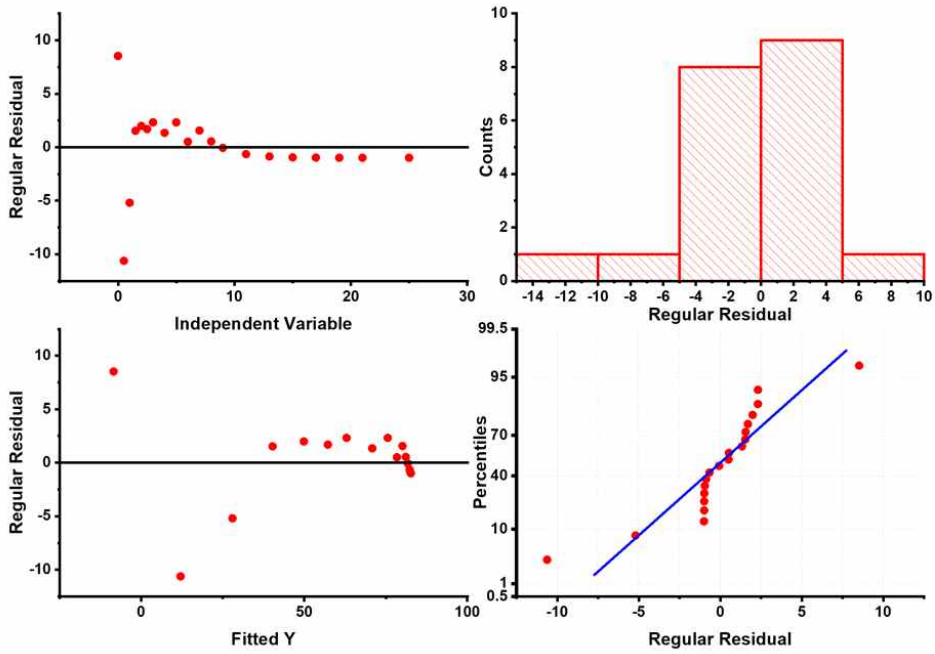 10
5
0
-5
-10
Regular Residual
0 10 20 30
Independent Variable
10
8
6
4
2
0
Counts
-14 -12 -10 -8 -6 -4 -2 0 2 4 6 8 10
Regular Residual
10
5
0
-5
-10
Regular Residual
0 50 100
Fitted Y
99.5
95
70
40
10
1
0.5
Percentiles
-10 -5 0 5 10
Regular Residual